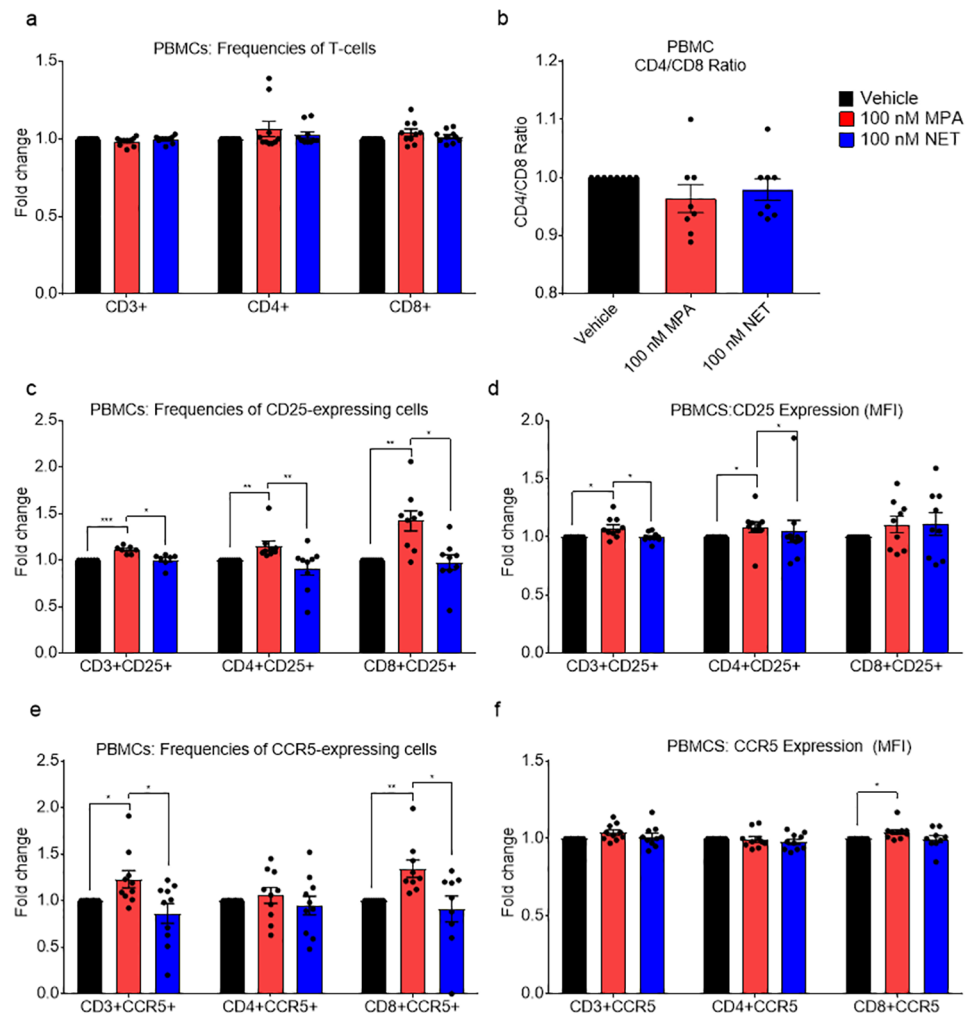 a
PBMCs: Frequencies of T-cells
Fold change
1.5
1.0
0.5
0.0
CD3+ CD4+ CD8+
b
PBMC
CD4/CD8 Ratio
CD4/CD8 Ratio
1.2
1.1
1.0
0.9
0.8
Vehicle
100 nM MPA
100 nM NET
Vehicle
100 nM MPA
100 nM NET
c
PBMCs: Frequencies of CD25-expressing cells
Fold change
2.5
2.0
1.5
1.0
0.5
0.0
*** * ** ** ** *
CD3+CD25+ CD4+CD25+ CD8+CD25+
d
PBMCS:CD25 Expression (MFI)
Fold change
2.0
1.5
1.0
0.5
0.0
* * * *
CD3+CD25+ CD4+CD25+ CD8+CD25+
e
PBMCs: Frequencies of CCR5-expressing cells
Fold change
2.5
2.0
1.5
1.0
0.5
0.0
* * ** *
CD3+CCR5+ CD4+CCR5+ CD8+CCR5+
f
PBMCS: CCR5 Expression (MFI)
Fold change
1.5
1.0
0.5
0.0
*
CD3+CCR5 CD4+CCR5 CD8+CCR5